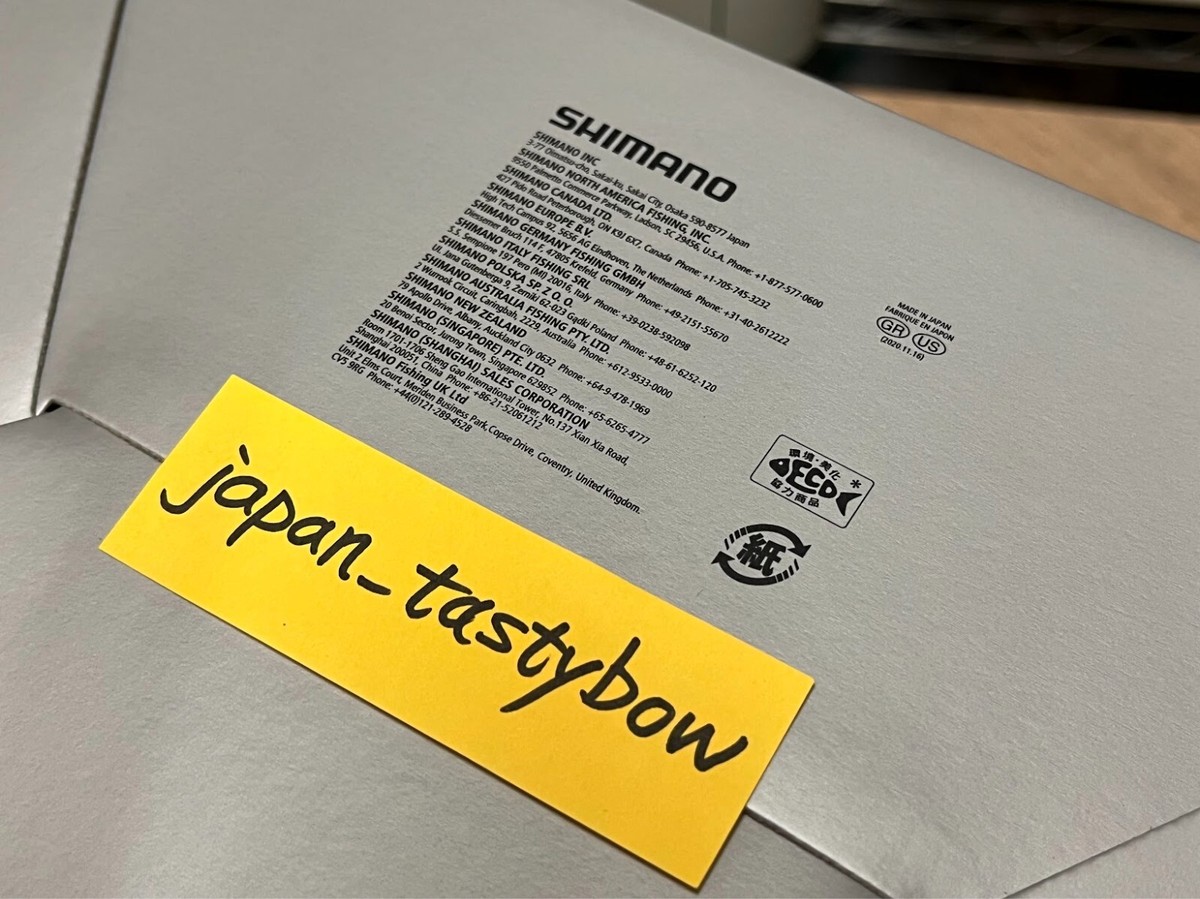 SHIMANO
SHIMANO INC
3-77 Oimatsu-cho, Sakai-ku, Sakai City, Osaka 590-8577 Japan
SHIMANO NORTH AMERICA FISHING, INC.
9550 Palmetto Commerce Parkway, Ladson, SC 29456, U.S.A. Phone: +1-877-577-0600
SHIMANO CANADA LTD.
427 Pido Road Peterborough, ON K9J 6X7, Canada Phone: +1-705-745-3232
SHIMANO EUROPE B.V.
High Tech Campus 92, 5656 AG Eindhoven, The Netherlands Phone: +31-40-2612222
SHIMANO GERMANY FISHING GMBH
Diessemer Bruch 114 F, 47805 Krefeld, Germany Phone: +49-2151-55670
SHIMANO ITALY FISHING SRL
S.S. Sempione 197 Pero (MI) 20016, Italy Phone: +39-0238-592098
SHIMANO POLSKA SP. Z O. O.
Ul. Jana Gutenberga 9, Żerniki 62-023 Gądki Poland Phone: +48-61-6252-120
SHIMANO AUSTRALIA FISHING PTY. LTD.
2 Wurrook Circuit, Caringbah, 2229, Australia Phone: +612-9533-0000
SHIMANO NEW ZEALAND
79 Apollo Drive, Albany, Auckland City 0632 Phone: +64-9-478-1969
SHIMANO (SINGAPORE) PTE. LTD.
20 Benoi Sector, Jurong Town, Singapore 629852 Phone: +65-6265-4777
SHIMANO (SHANGHAI) SALES CORPORATION
Room 1701-1706 Sheng Gao International Tower, No.137 Xian Xia Road,
Shanghai 200051, China Phone: +86-21-52061212
SHIMANO Fishing UK Ltd
Unit 2 Elms Court, Meriden Business Park, Copse Drive, Coventry, United Kingdom.
CV5 9RG Phone: +44(0)121-289-4528
MADE IN JAPAN
FABRIQUE EN JAPON
GR US
(2020.11.16)
環境・美化
ECO *
協力商品
紙
japan_tastybow